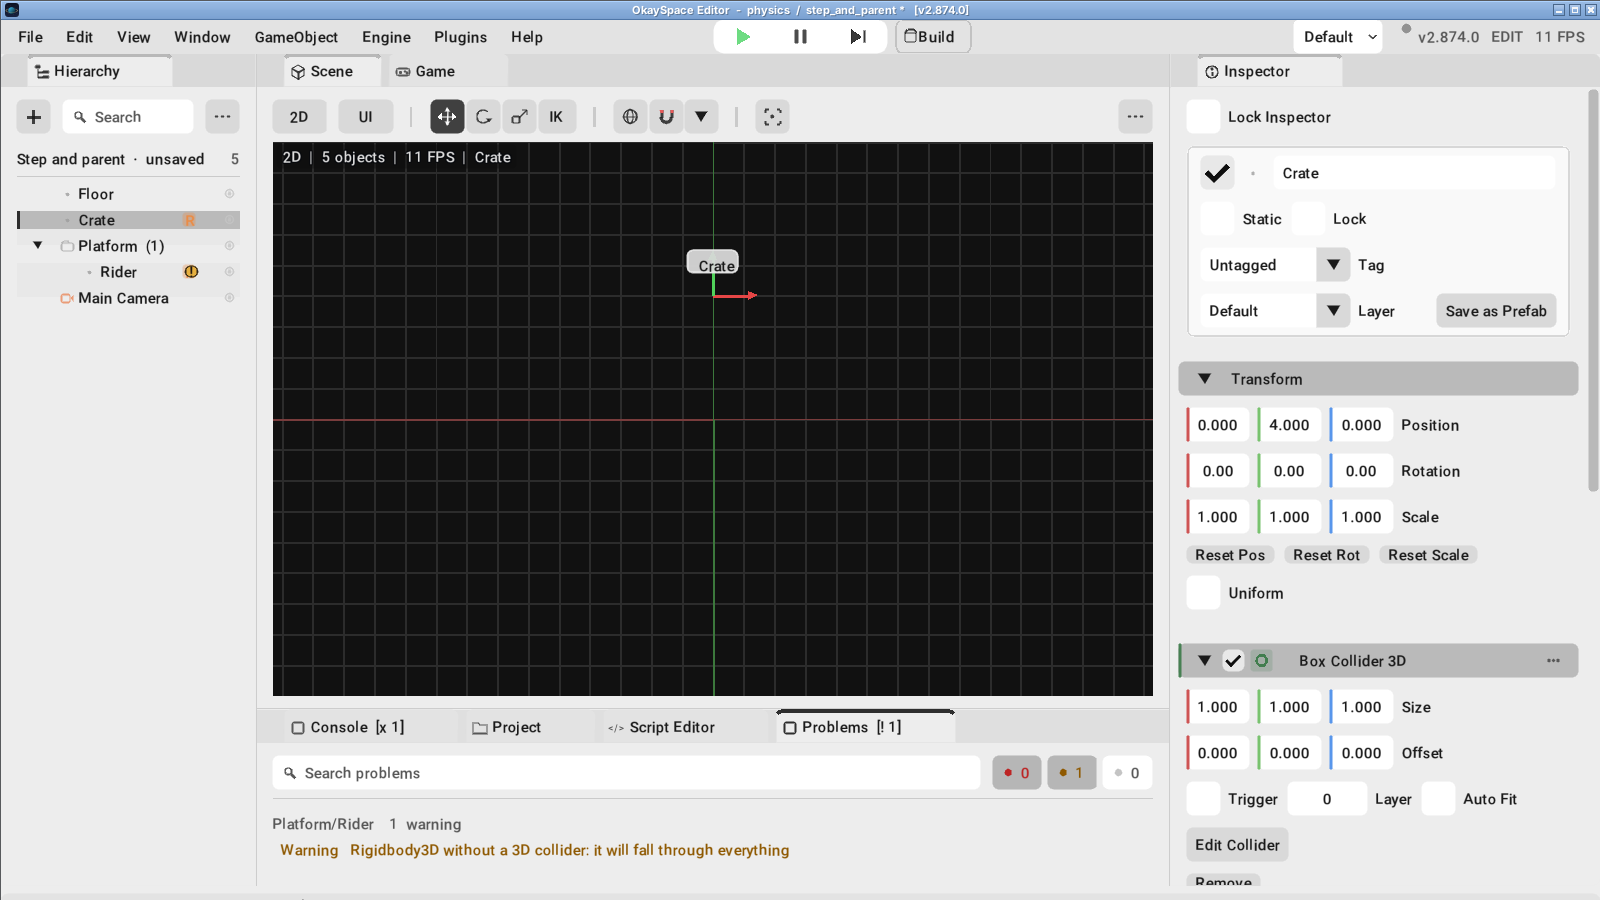 OkaySpace Editor - physics / step_and_parent * [v2.874.0]
File Edit View Window GameObject Engine Plugins Help
Build
Default
v2.874.0 EDIT 11 FPS
Hierarchy
Scene
Game
Inspector
Search
2D
UI
IK
Lock Inspector
Step and parent · unsaved 5
Floor
Crate R
Platform (1)
Rider
Main Camera
2D | 5 objects | 11 FPS | Crate
Crate
Crate
Static
Lock
Untagged
Tag
Default
Layer
Save as Prefab
Transform
0.000 4.000 0.000 Position
0.00 0.00 0.00 Rotation
1.000 1.000 1.000 Scale
Reset Pos Reset Rot Reset Scale
Uniform
Box Collider 3D
1.000 1.000 1.000 Size
0.000 0.000 0.000 Offset
Trigger 0 Layer Auto Fit
Edit Collider
Remove
Console [x 1]
Project
Script Editor
Problems [! 1]
Search problems
0
1
0
Platform/Rider 1 warning
Warning Rigidbody3D without a 3D collider: it will fall through everything